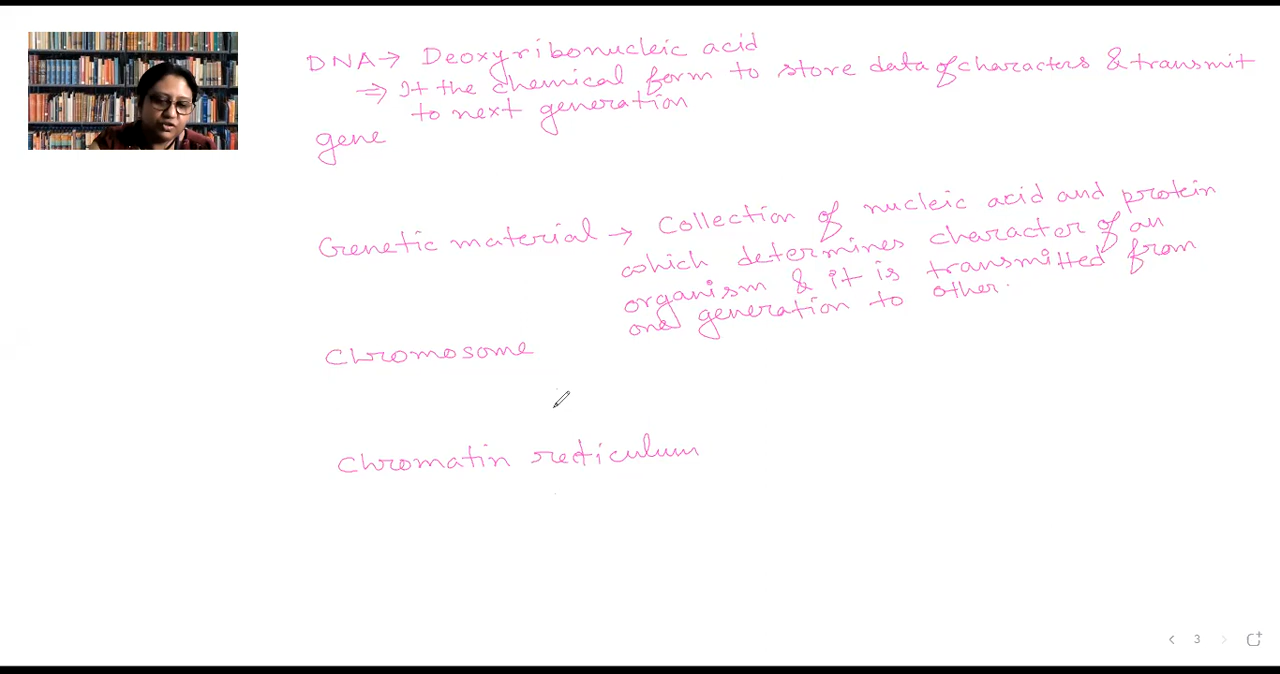 DNA → Deoxyribonucleic acid
⇒ It the chemical form to store data of characters & transmit
to next generation
gene
Genetic material → Collection of nucleic acid and protein
which determines character of an
organism & it is transmitted from
one generation to other.
Chromosome
Chromatin recticulum
< 3 >